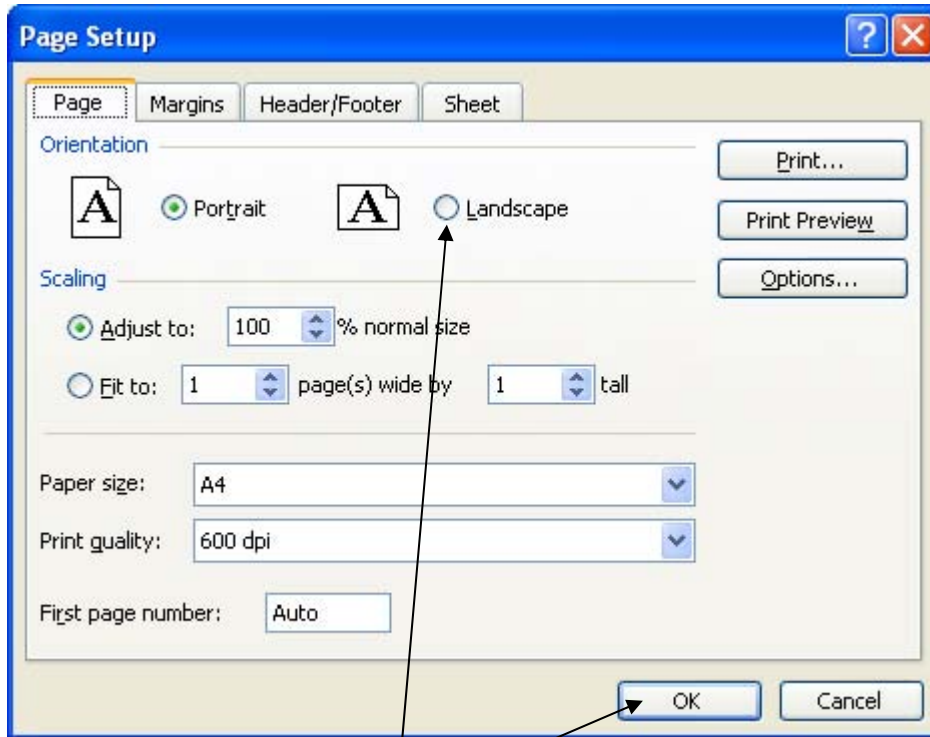 Page Setup
Page Margins Header/Footer Sheet
Orientation
Print...
A Portrait A Landscape
Print Preview
Scaling
Options...
Adjust to: 100 % normal size
Fit to: 1 page(s) wide by 1 tall
Paper size: A4
Print quality: 600 dpi
First page number: Auto
OK Cancel